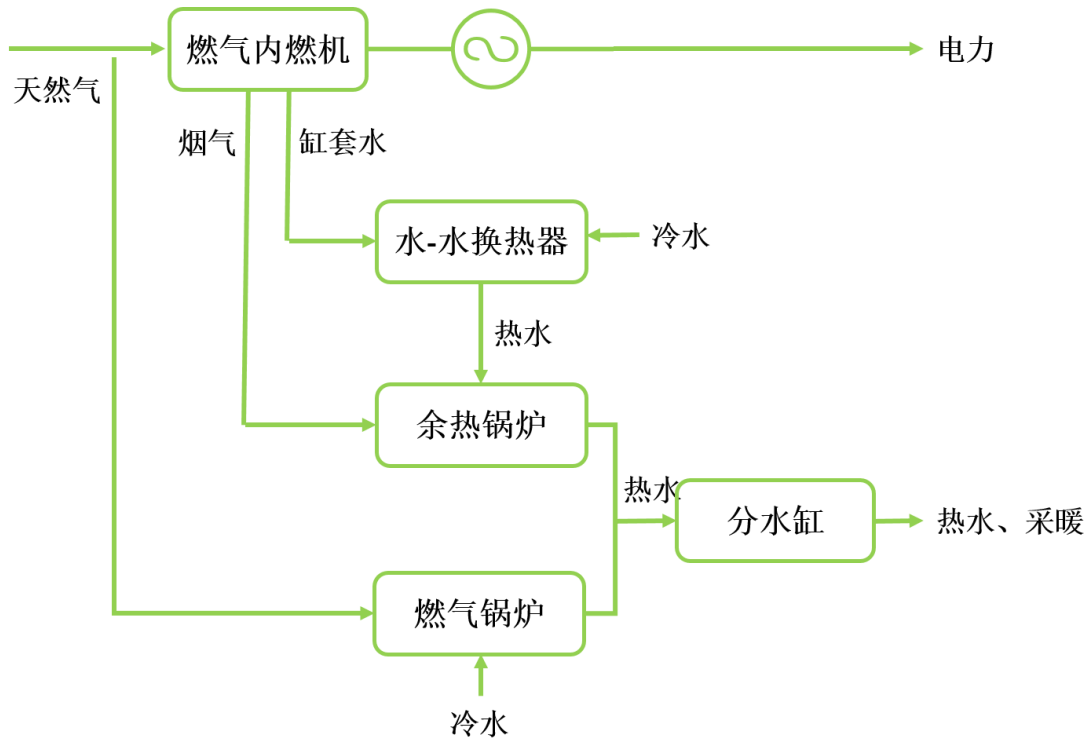 燃气内燃机
电力
天然气
烟气
缸套水
水-水换热器
冷水
热水
余热锅炉
热水
分水缸
热水、采暖
燃气锅炉
冷水